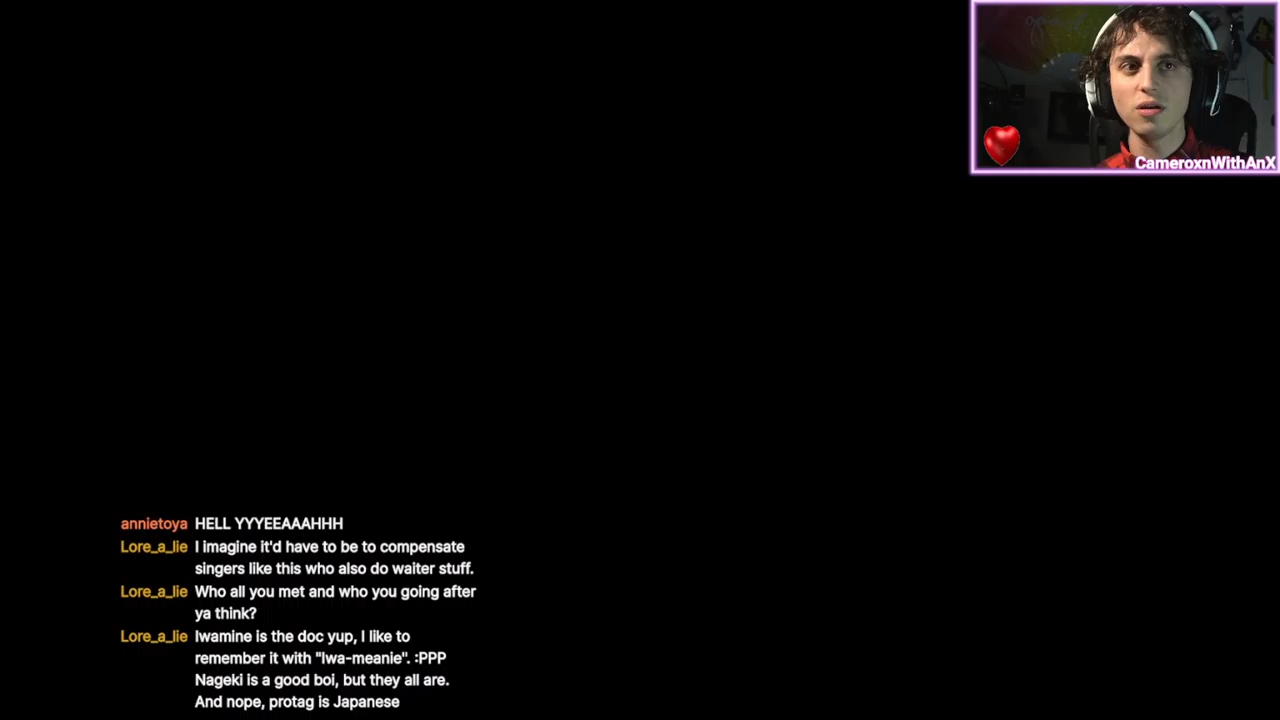 CameroxnWithAnX
annietoya HELL YYYEEAAAHHH
Lore_a_lie I imagine it'd have to be to compensate
singers like this who also do waiter stuff.
Lore_a_lie Who all you met and who you going after
ya think?
Lore_a_lie Iwamine is the doc yup, I like to
remember it with "Iwa-meanie". :PPP
Nageki is a good boi, but they all are.
And nope, protag is Japanese